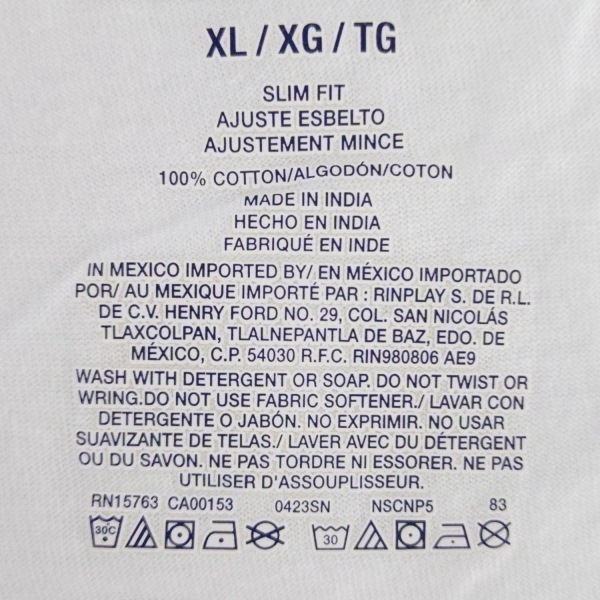 XL / XG / TG
SLIM FIT
AJUSTE ESBELTO
AJUSTEMENT MINCE
100% COTTON/ALGODÓN/COTON
MADE IN INDIA
HECHO EN INDIA
FABRIQUÉ EN INDE
IN MEXICO IMPORTED BY/ EN MÉXICO IMPORTADO
POR/ AU MEXIQUE IMPORTÉ PAR : RINPLAY S. DE R.L.
DE C.V. HENRY FORD NO. 29, COL. SAN NICOLÁS
TLAXCOLPAN, TLALNEPANTLA DE BAZ, EDO. DE
MÉXICO, C.P. 54030 R.F.C. RIN980806 AE9
WASH WITH DETERGENT OR SOAP. DO NOT TWIST OR
WRING.DO NOT USE FABRIC SOFTENER./ LAVAR CON
DETERGENTE O JABÓN. NO EXPRIMIR. NO USAR
SUAVIZANTE DE TELAS./ LAVER AVEC DU DÉTERGENT
OU DU SAVON. NE PAS TORDRE NI ESSORER. NE PAS
UTILISER D'ASSOUPLISSEUR.
RN15763 CA00153 0423SN NSCNP5 83
30C 30